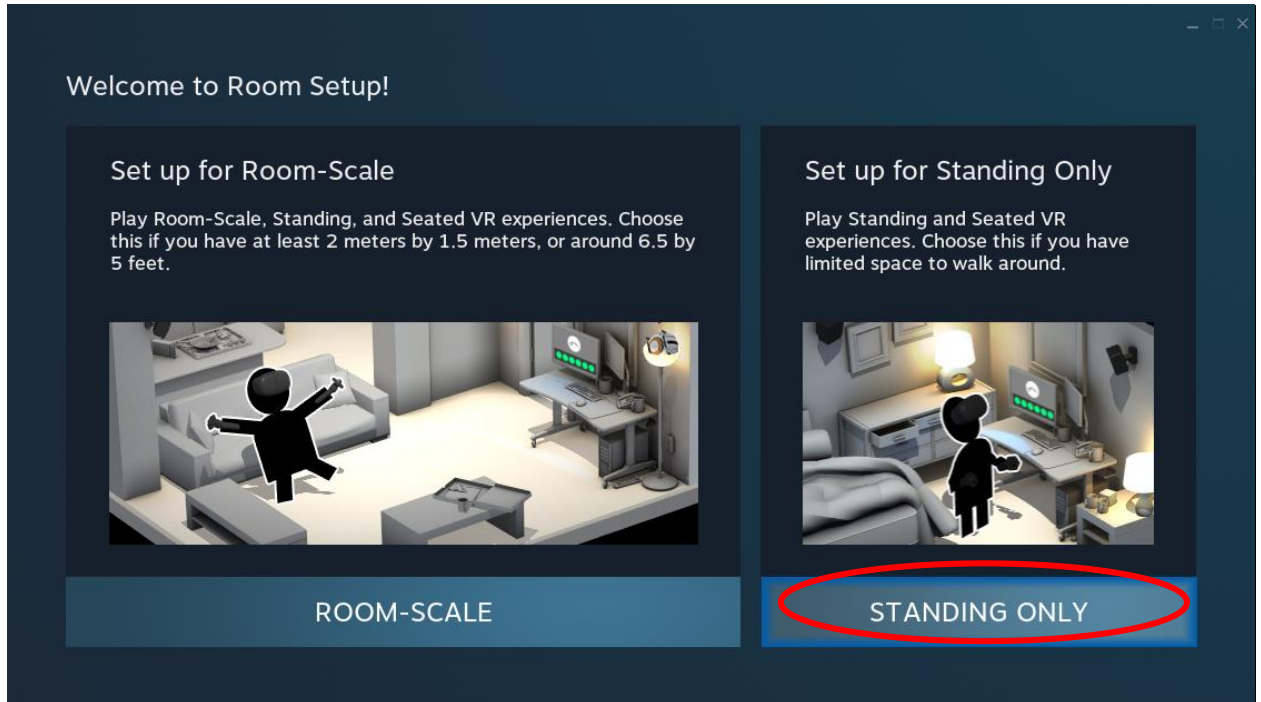 Welcome to Room Setup!
Set up for Room-Scale
Play Room-Scale, Standing, and Seated VR experiences. Choose
this if you have at least 2 meters by 1.5 meters, or around 6.5 by
5 feet.
ROOM-SCALE
Set up for Standing Only
Play Standing and Seated VR
experiences. Choose this if you have
limited space to walk around.
STANDING ONLY